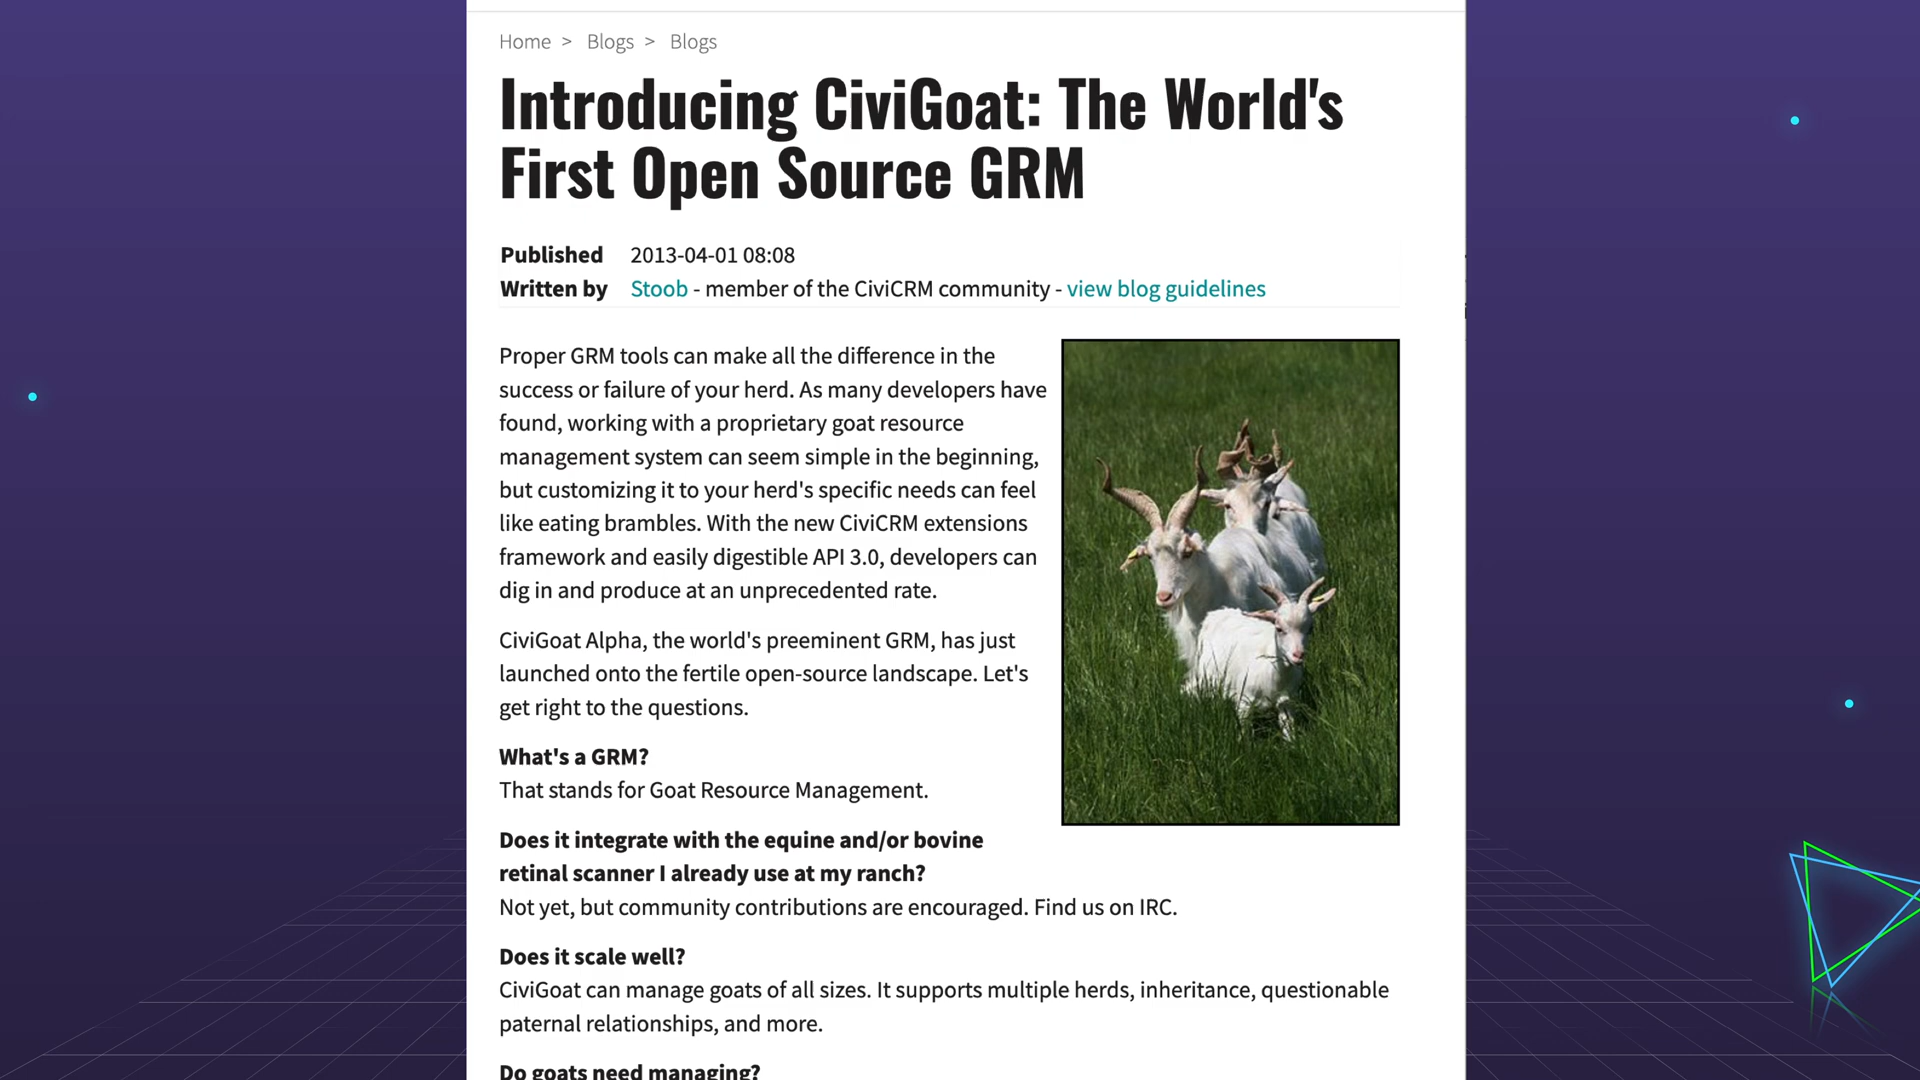 Home > Blogs > Blogs
Introducing CiviGoat: The World's
First Open Source GRM
Published 2013-04-01 08:08
Written by Stoob - member of the CiviCRM community - view blog guidelines
Proper GRM tools can make all the difference in the
success or failure of your herd. As many developers have
found, working with a proprietary goat resource
management system can seem simple in the beginning,
but customizing it to your herd's specific needs can feel
like eating brambles. With the new CiviCRM extensions
framework and easily digestible API 3.0, developers can
dig in and produce at an unprecedented rate.
CiviGoat Alpha, the world's preeminent GRM, has just
launched onto the fertile open-source landscape. Let's
get right to the questions.
What's a GRM?
That stands for Goat Resource Management.
Does it integrate with the equine and/or bovine
retinal scanner I already use at my ranch?
Not yet, but community contributions are encouraged. Find us on IRC.
Does it scale well?
CiviGoat can manage goats of all sizes. It supports multiple herds, inheritance, questionable
paternal relationships, and more.
Do goats need managing?